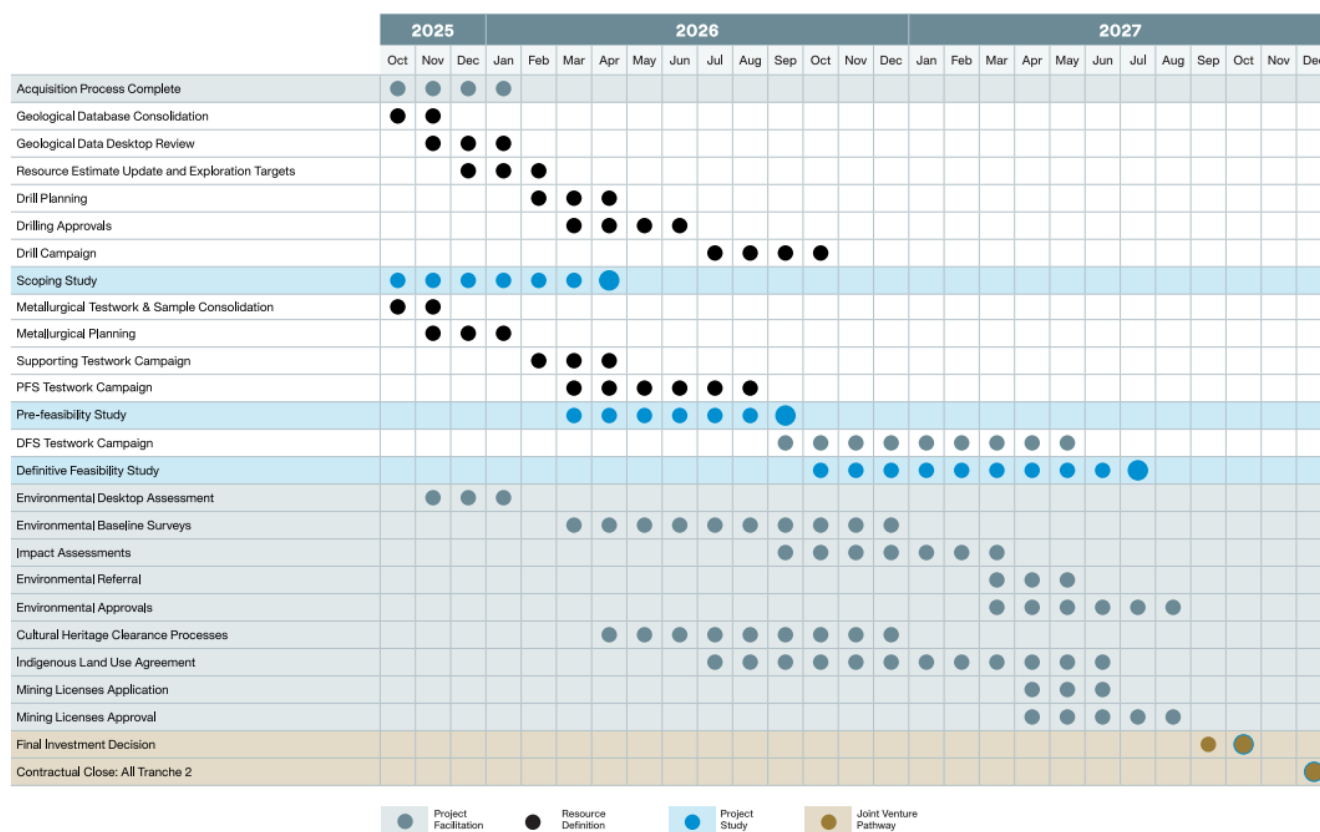 2025 2026 2027
Oct Nov Dec Jan Feb Mar Apr May Jun Jul Aug Sep Oct Nov Dec Jan Feb Mar Apr May Jun Jul Aug Sep Oct Nov Dec
Acquisition Process Complete
Geological Database Consolidation
Geological Data Desktop Review
Resource Estimate Update and Exploration Targets
Drill Planning
Drilling Approvals
Drill Campaign
Scoping Study
Metallurgical Testwork & Sample Consolidation
Metallurgical Planning
Supporting Testwork Campaign
PFS Testwork Campaign
Pre-feasibility Study
DFS Testwork Campaign
Definitive Feasibility Study
Environmental Desktop Assessment
Environmental Baseline Surveys
Impact Assessments
Environmental Referral
Environmental Approvals
Cultural Heritage Clearance Processes
Indigenous Land Use Agreement
Mining Licenses Application
Mining Licenses Approval
Final Investment Decision
Contractual Close: All Tranche 2
Project Facilitation
Resource Definition
Project Study
Joint Venture Pathway